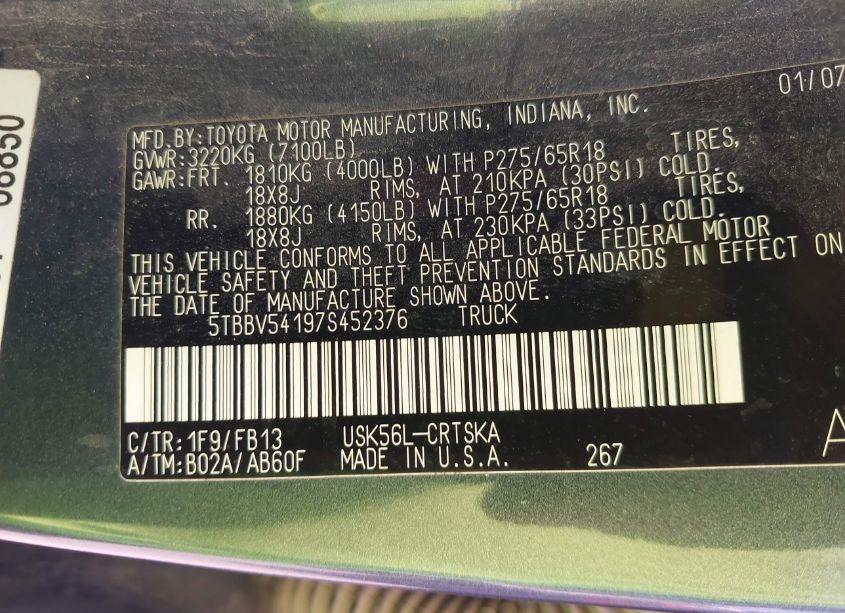 01/07
MFD.BY:TOYOTA MOTOR MANUFACTURING, INDIANA, INC.
GVWR:3220KG (7100LB)
GAWR:FRT. 1810KG (4000LB) WITH P275/65R18 TIRES,
18X8J RIMS, AT 210KPA (30PSI) COLD.
RR. 1880KG (4150LB) WITH P275/65R18 TIRES,
18X8J RIMS, AT 230KPA (33PSI) COLD.
THIS VEHICLE CONFORMS TO ALL APPLICABLE FEDERAL MOTOR
VEHICLE SAFETY AND THEFT PREVENTION STANDARDS IN EFFECT ON
THE DATE OF MANUFACTURE SHOWN ABOVE.
5TBBV54197S452376 TRUCK
C/TR:1F9/FB13 USK56L-CRTSKA
A/TM:B02A/AB60F MADE IN U.S.A. 267
A